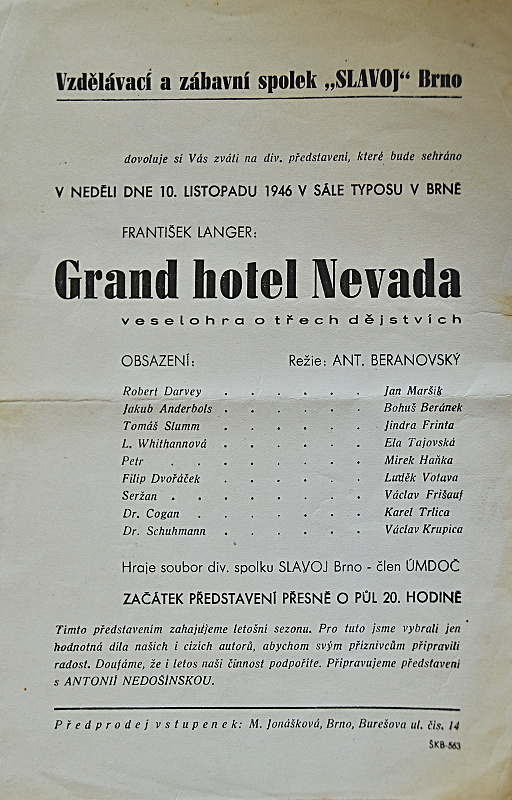 Vzdělávací a zábavní spolek „SLAVOJ“ Brno
dovoluje si Vás zváti na div. představení, které bude sehráno
V NEDĚLI DNE 10. LISTOPADU 1946 V SÁLE TYPOSU V BRNĚ
FRANTIŠEK LANGER:
Grand hotel Nevada
veselohra o třech dějstvích
OBSAZENÍ: Režie: ANT. BERANOVSKÝ
Robert Darvey . . . . . . Jan Maršik
Jakub Anderbols . . . . . . Bohuš Beránek
Tomáš Slumm . . . . . . Jindra Frinta
L. Whithannová . . . . . . Ela Tajovská
Petr . . . . . . . Mirek Haňka
Filip Dvořáček . . . . . . Luděk Votava
Seržan . . . . . . . Václav Frišauf
Dr. Cogan . . . . . . Karel Trlica
Dr. Schuhmann . . . . . . Václav Krupica
Hraje soubor div. spolku SLAVOJ Brno - člen ÚMDOČ
ZAČÁTEK PŘEDSTAVENÍ PŘESNĚ O PŮL 20. HODINĚ
Tímto představením zahajujeme letošní sezonu. Pro tuto jsme vybrali jen
hodnotná díla našich i cizích autorů, abychom svým příznivcům připravili
radost. Doufáme, že i letos naši činnost podpoříte. Připravujeme představení
s ANTONIÍ NEDOŠÍNSKOU.
Předprodej vstupenek: M. Jonášková, Brno, Burešova ul. čís. 14
ŠKB-563